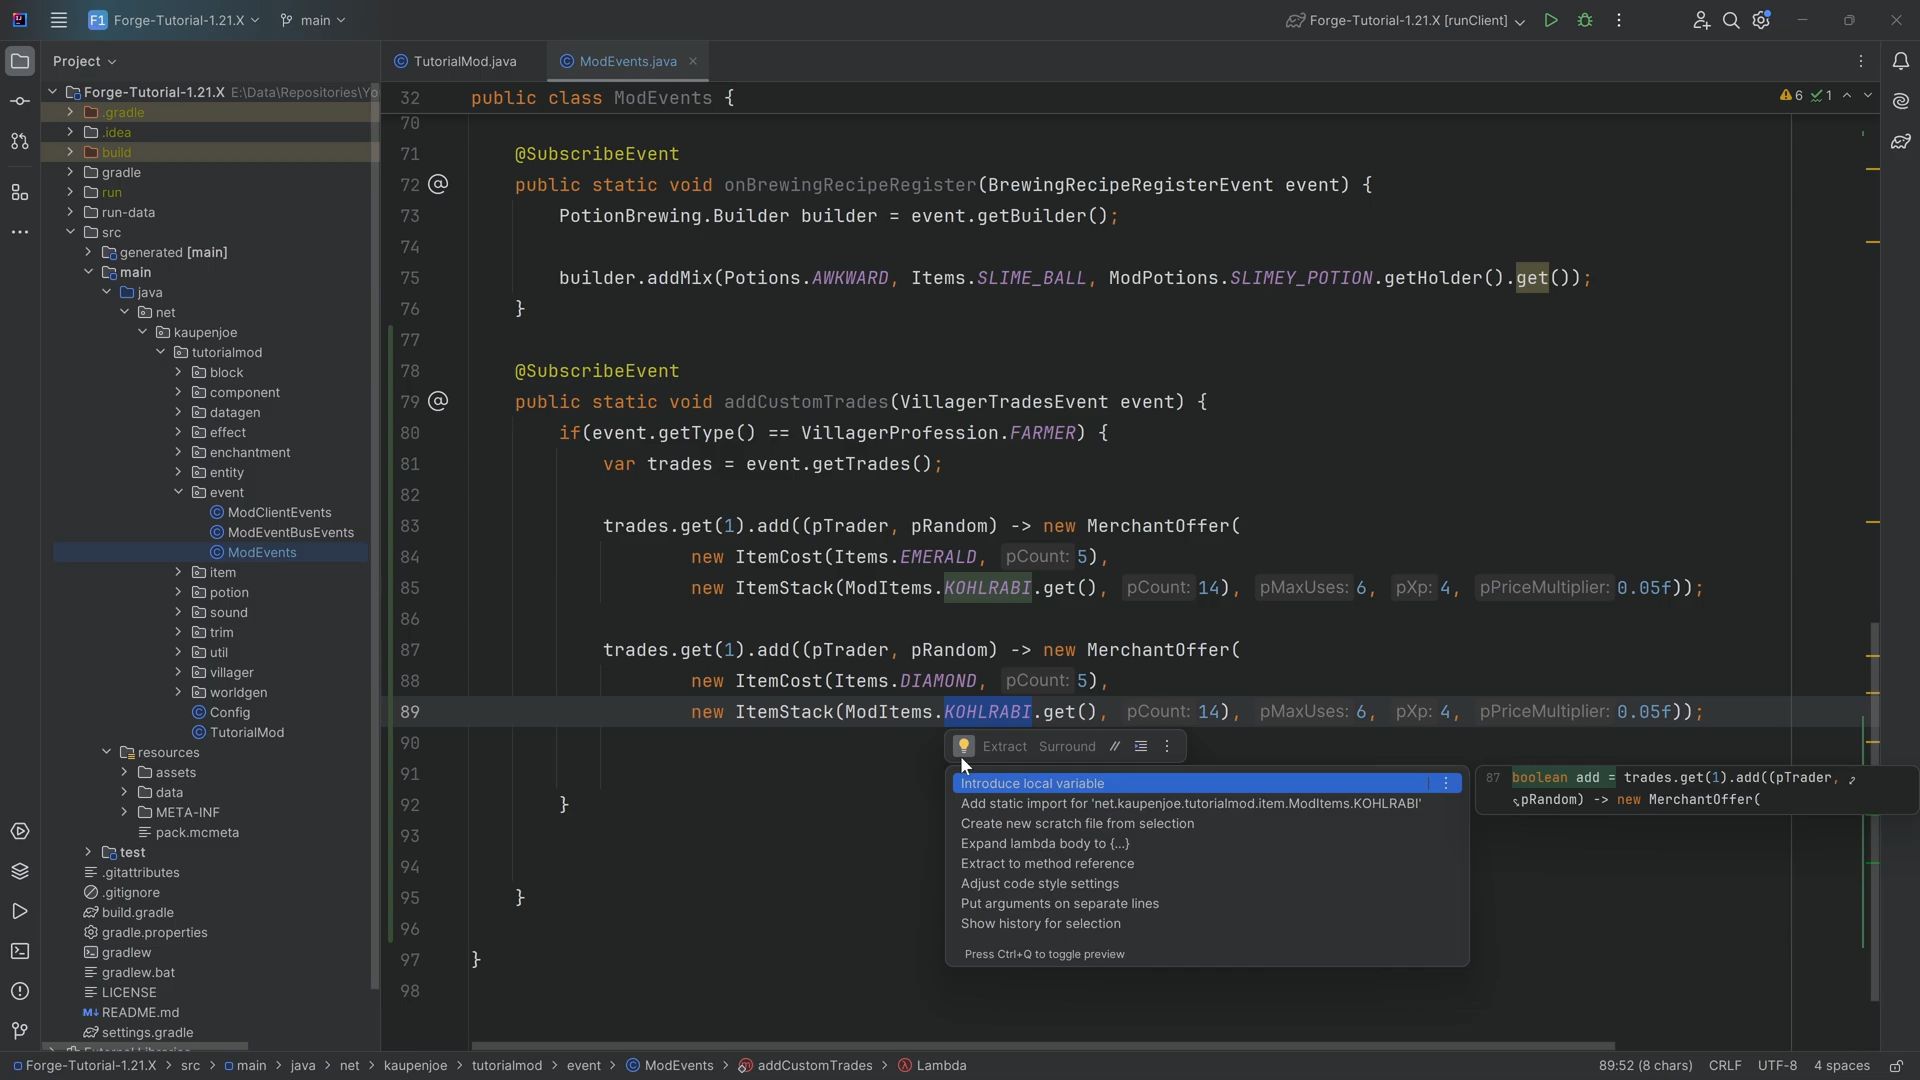 F1 Forge-Tutorial-1.21.X main
Forge-Tutorial-1.21.X [runClient]
Project
TutorialMod.java
ModEvents.java
Forge-Tutorial-1.21.X E:\Data\Repositories\Yo
.gradle
.idea
build
gradle
run
run-data
src
generated [main]
main
java
net
kaupenjoe
tutorialmod
block
component
datagen
effect
enchantment
entity
event
ModClientEvents
ModEventBusEvents
ModEvents
item
potion
sound
trim
util
villager
worldgen
Config
TutorialMod
resources
assets
data
META-INF
pack.mcmeta
test
.gitattributes
.gitignore
build.gradle
gradle.properties
gradlew
gradlew.bat
LICENSE
M↓ README.md
settings.gradle
32 public class ModEvents {
6 1
70
71 @SubscribeEvent
72 public static void onBrewingRecipeRegister(BrewingRecipeRegisterEvent event) {
73 PotionBrewing.Builder builder = event.getBuilder();
74
75 builder.addMix(Potions.AWKWARD, Items.SLIME_BALL, ModPotions.SLIMEY_POTION.getHolder().get());
76 }
77
78 @SubscribeEvent
79 public static void addCustomTrades(VillagerTradesEvent event) {
80 if(event.getType() == VillagerProfession.FARMER) {
81 var trades = event.getTrades();
82
83 trades.get(1).add((pTrader, pRandom) -> new MerchantOffer(
84 new ItemCost(Items.EMERALD, pCount: 5),
85 new ItemStack(ModItems.KOHLRABI.get(), pCount: 14), pMaxUses: 6, pXp: 4, pPriceMultiplier: 0.05f));
86
87 trades.get(1).add((pTrader, pRandom) -> new MerchantOffer(
88 new ItemCost(Items.DIAMOND, pCount: 5),
89 new ItemStack(ModItems.KOHLRABI.get(), pCount: 14), pMaxUses: 6, pXp: 4, pPriceMultiplier: 0.05f));
90
91
92 }
93
94
95 }
96
97 }
98
Extract Surround //
Introduce local variable
Add static import for 'net.kaupenjoe.tutorialmod.item.ModItems.KOHLRABI'
Create new scratch file from selection
Expand lambda body to {...}
Extract to method reference
Adjust code style settings
Put arguments on separate lines
Show history for selection
Press Ctrl+Q to toggle preview
87 boolean add = trades.get(1).add((pTrader,
pRandom) -> new MerchantOffer(
Forge-Tutorial-1.21.X > src > main > java > net > kaupenjoe > tutorialmod > event > ModEvents > addCustomTrades > Lambda
89:52 (8 chars) CRLF UTF-8 4 spaces